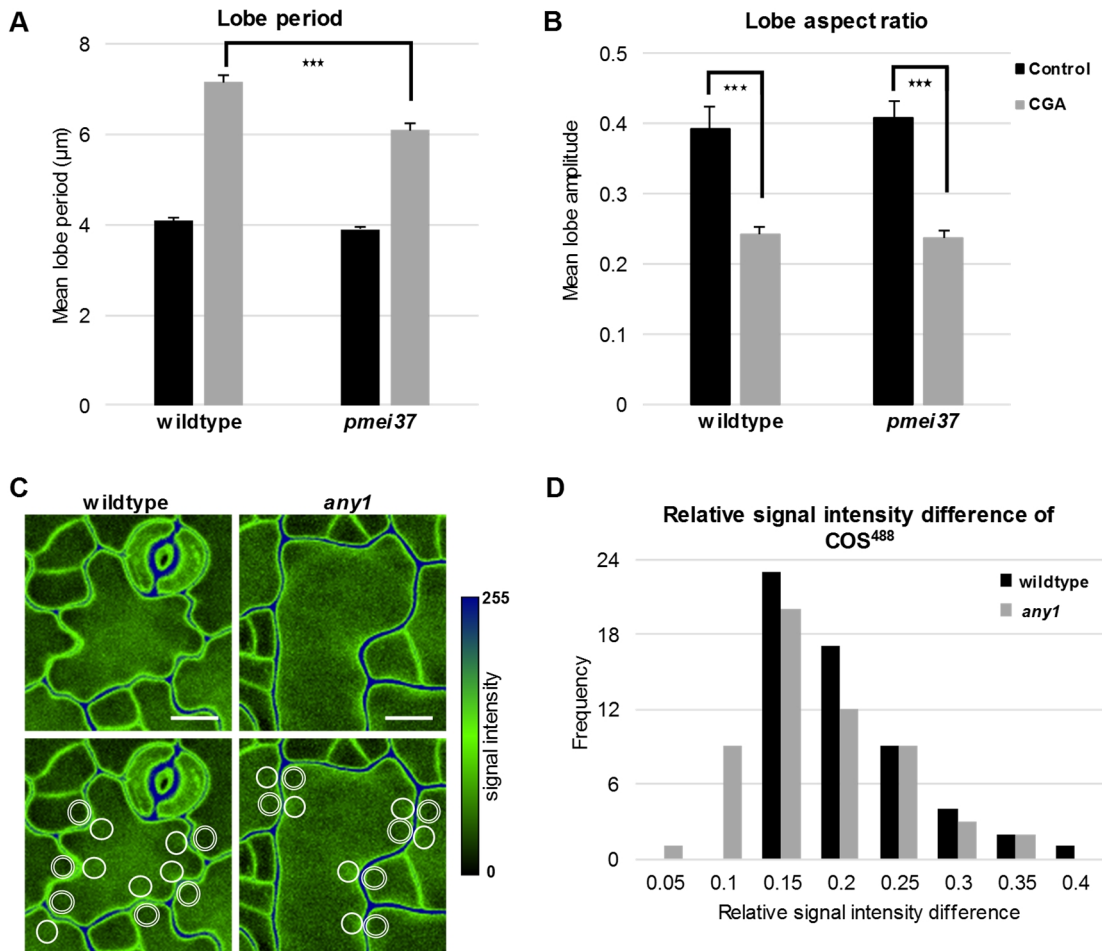 A
Lobe period
8
6
4
2
0
Mean lobe period (µm)
***
wildtype
pmei37
B
Lobe aspect ratio
0.5
0.4
0.3
0.2
0.1
0
Mean lobe amplitude
***
***
Control
CGA
wildtype
pmei37
C
wildtype
any1
255
signal intensity
0
D
Relative signal intensity difference of
COS⁴⁸⁸
24
18
12
6
0
Frequency
wildtype
any1
0.05 0.1 0.15 0.2 0.25 0.3 0.35 0.4
Relative signal intensity difference